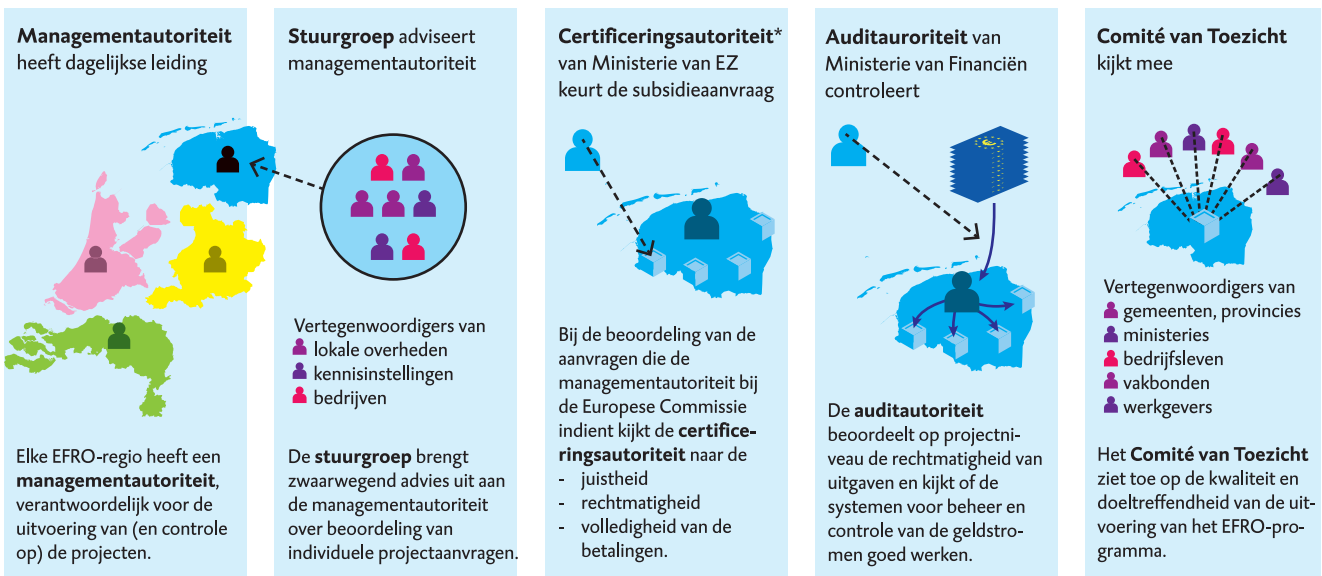 Managementautoriteit
heeft dagelijkse leiding
Elke EFRO-regio heeft een
managementautoriteit,
verantwoordelijk voor de
uitvoering van (en controle
op) de projecten.
Stuurgroep adviseert
managementautoriteit
Vertegenwoordigers van
lokale overheden
kennisinstellingen
bedrijven
De stuurgroep brengt
zwaarwegend advies uit aan
de managementautoriteit
over beoordeling van
individuele projectaanvragen.
Certificeringsautoriteit*
van Ministerie van EZ
keurt de subsidieaanvraag
Bij de beoordeling van de
aanvragen die de
managementautoriteit bij
de Europese Commissie
indient kijkt de certifice-
ringsautoriteit naar de
- juistheid
- rechtmatigheid
- volledigheid van de
betalingen.
Auditauroriteit van
Ministerie van Financiën
controleert
De auditautoriteit
beoordeelt op projectni-
veau de rechtmatigheid van
uitgaven en kijkt of de
systemen voor beheer en
controle van de geldstro-
men goed werken.
Comité van Toezicht
kijkt mee
Vertegenwoordigers van
gemeenten, provincies
ministeries
bedrijfsleven
vakbonden
werkgevers
Het Comité van Toezicht
ziet toe op de kwaliteit en
doeltreffendheid van de uit-
voering van het EFRO-pro-
gramma.